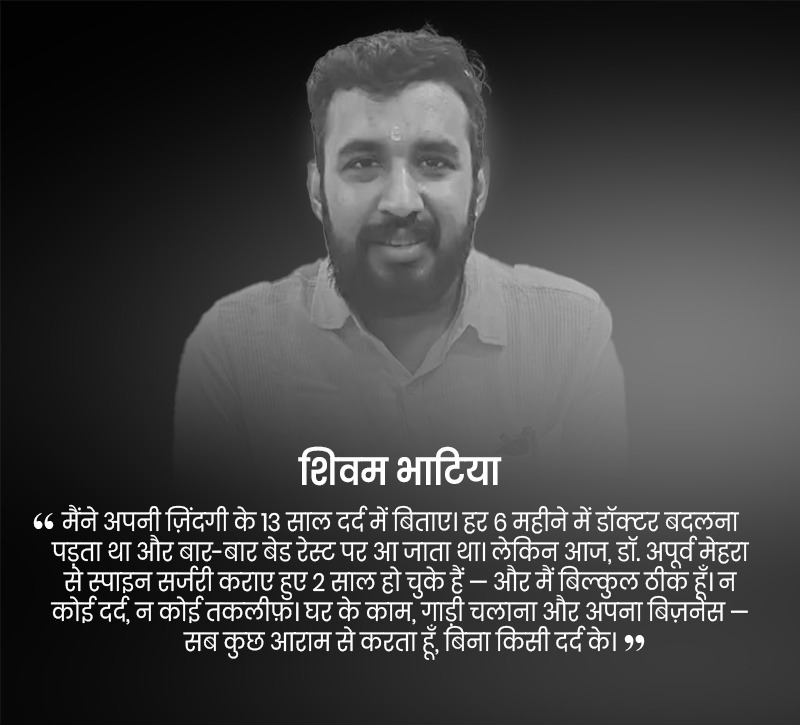 शिवम भाटिया
“ मैंने अपनी ज़िंदगी के 13 साल दर्द में बिताए। हर 6 महीने में डॉक्टर बदलना
पड़ता था और बार-बार बेड रेस्ट पर आ जाता था। लेकिन आज, डॉ. अपूर्व मेहरा
से स्पाइन सर्जरी कराए हुए 2 साल हो चुके हैं — और मैं बिल्कुल ठीक हूँ। न
कोई दर्द, न कोई तकलीफ़। घर के काम, गाड़ी चलाना और अपना बिज़नेस —
सब कुछ आराम से करता हूँ, बिना किसी दर्द के। ”